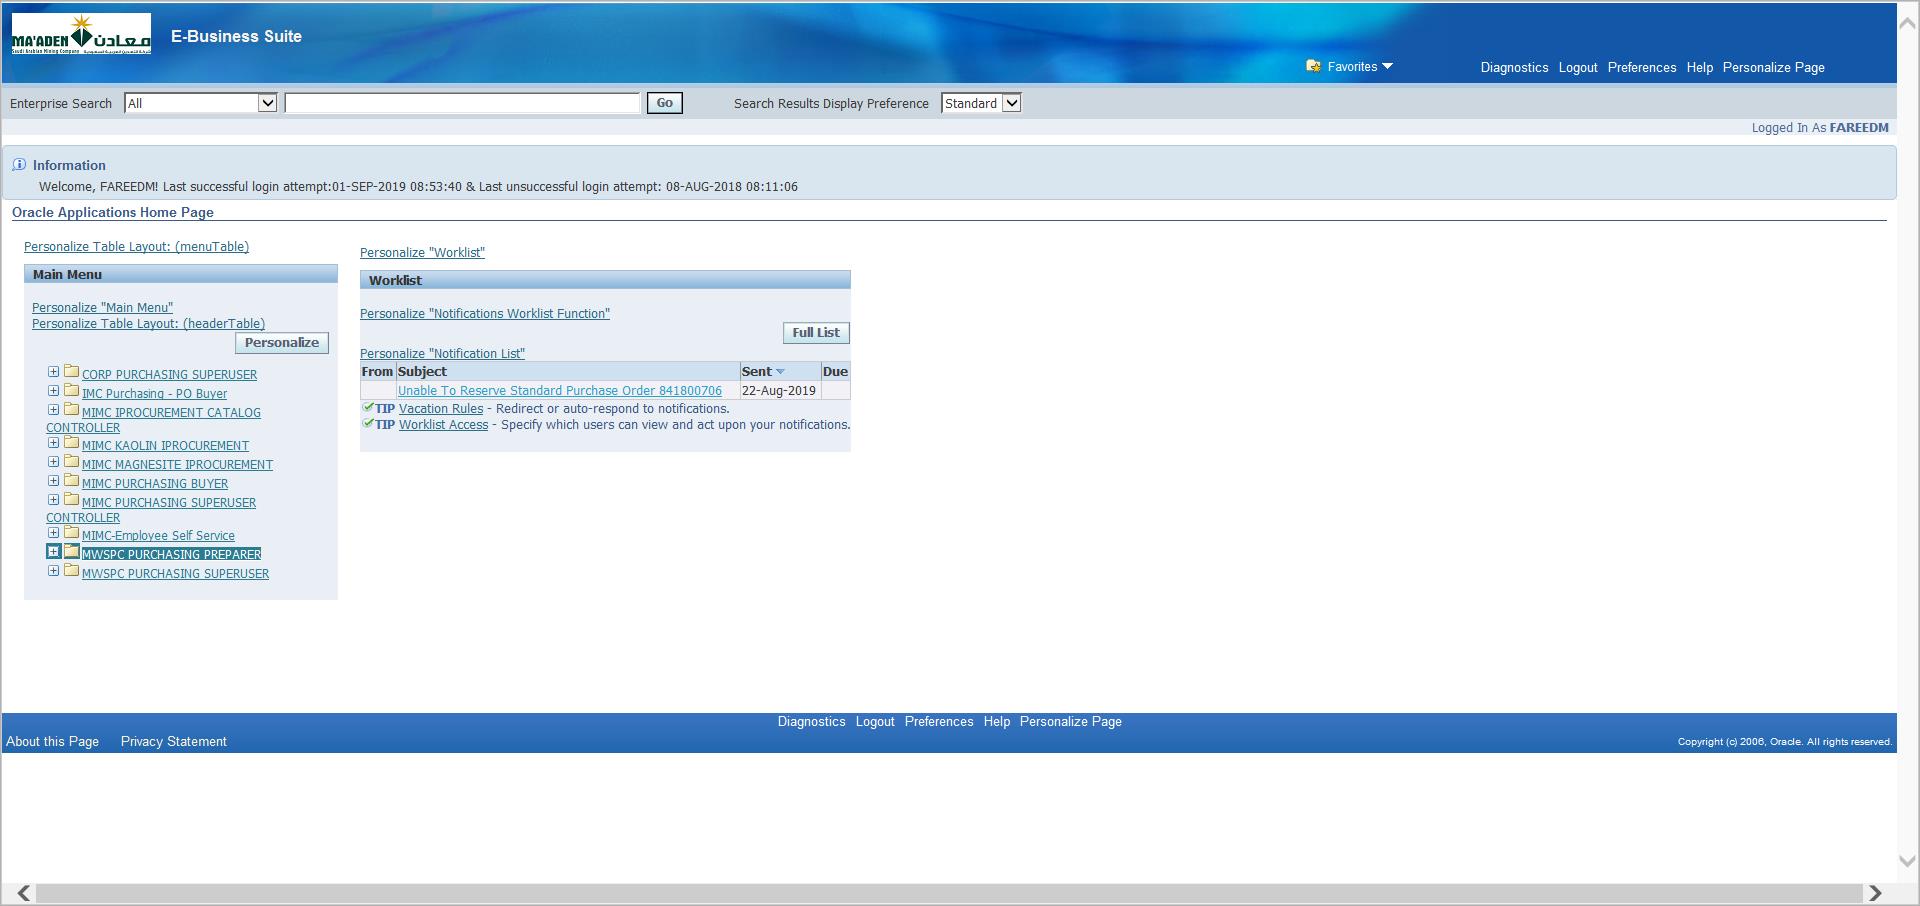 MA'ADEN معادن
E-Business Suite
Favorites
Diagnostics Logout Preferences Help Personalize Page
Enterprise Search All Go Search Results Display Preference Standard
Logged In As FAREEDM
Information
Welcome, FAREEDM! Last successful login attempt:01-SEP-2019 08:53:40 & Last unsuccessful login attempt: 08-AUG-2018 08:11:06
Oracle Applications Home Page
Personalize Table Layout: (menuTable)
Main Menu
Personalize "Main Menu"
Personalize Table Layout: (headerTable)
Personalize
CORP PURCHASING SUPERUSER
IMC Purchasing - PO Buyer
MIMC IPROCUREMENT CATALOG
CONTROLLER
MIMC KAOLIN IPROCUREMENT
MIMC MAGNESITE IPROCUREMENT
MIMC PURCHASING BUYER
MIMC PURCHASING SUPERUSER
CONTROLLER
MIMC-Employee Self Service
MWSPC PURCHASING PREPARER
MWSPC PURCHASING SUPERUSER
Personalize "Worklist"
Worklist
Personalize "Notifications Worklist Function"
Full List
Personalize "Notification List"
From Subject Sent Due
Unable To Reserve Standard Purchase Order 841800706 22-Aug-2019
TIP Vacation Rules - Redirect or auto-respond to notifications.
TIP Worklist Access - Specify which users can view and act upon your notifications.
Diagnostics Logout Preferences Help Personalize Page
About this Page Privacy Statement
Copyright (c) 2006, Oracle. All rights reserved.